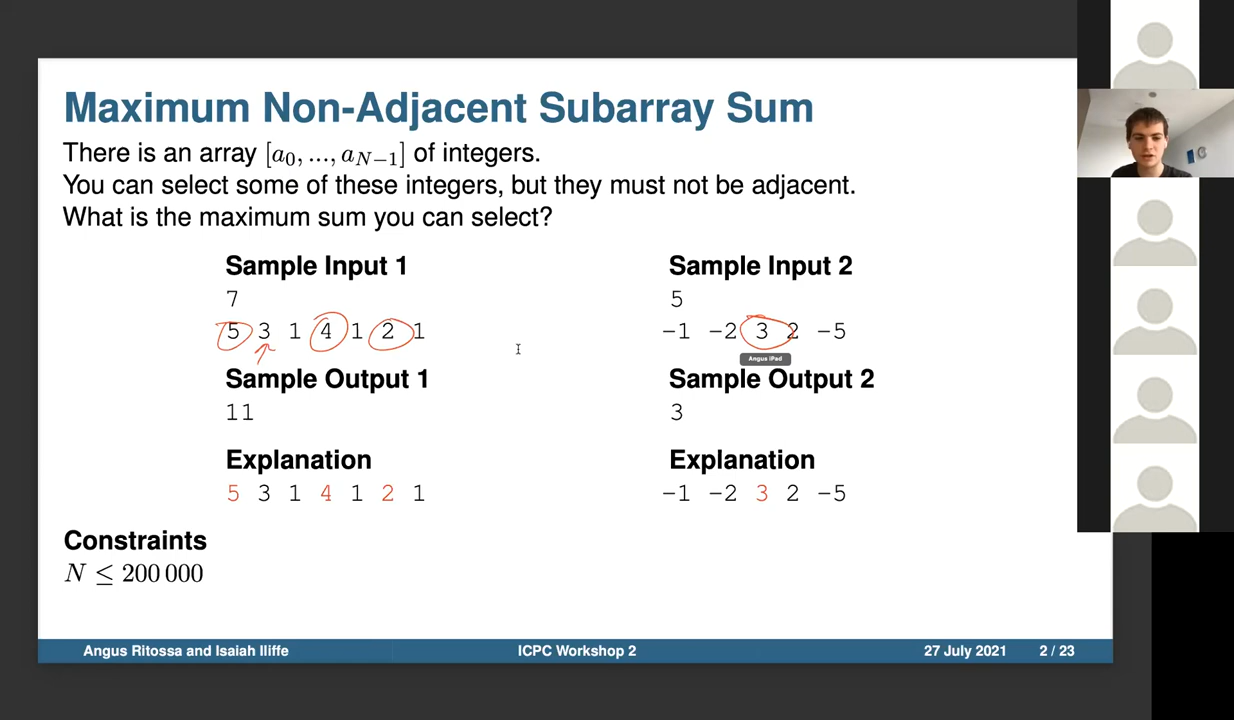 Maximum Non-Adjacent Subarray Sum
There is an array [a₀, ..., a_{N−1}] of integers.
You can select some of these integers, but they must not be adjacent.
What is the maximum sum you can select?
Sample Input 1
7
5 3 1 4 1 2 1
Sample Output 1
11
Explanation
5 3 1 4 1 2 1
Sample Input 2
5
−1 −2 3 2 −5
Angus iPad
Sample Output 2
3
Explanation
−1 −2 3 2 −5
Constraints
N ≤ 200 000
Angus Ritossa and Isaiah Iliffe ICPC Workshop 2 27 July 2021 2 / 23